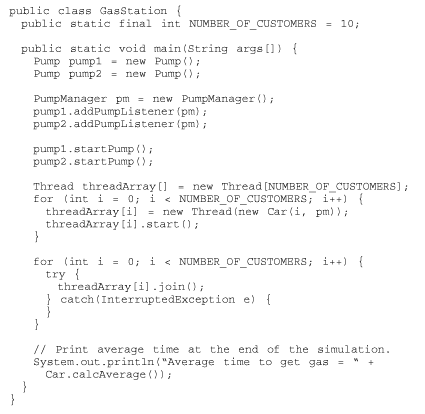 public class GasStation {
public static final int NUMBER_OF_CUSTOMERS = 10;
public static void main(String args[]) {
Pump pump1 = new Pump();
Pump pump2 = new Pump();
PumpManager pm = new PumpManager();
pump1.addPumpListener(pm);
pump2.addPumpListener(pm);
pump1.startPump();
pump2.startPump();
Thread threadArray[] = new Thread[NUMBER_OF_CUSTOMERS];
for (int i = 0; i < NUMBER_OF_CUSTOMERS; i++) {
threadArray[i] = new Thread(new Car(i, pm));
threadArray[i].start();
}
for (int i = 0; i < NUMBER_OF_CUSTOMERS; i++) {
try {
threadArray[i].join();
} catch(InterruptedException e) {
}
}
// Print average time at the end of the simulation.
System.out.println(“Average time to get gas = “ +
Car.calcAverage());
}
}